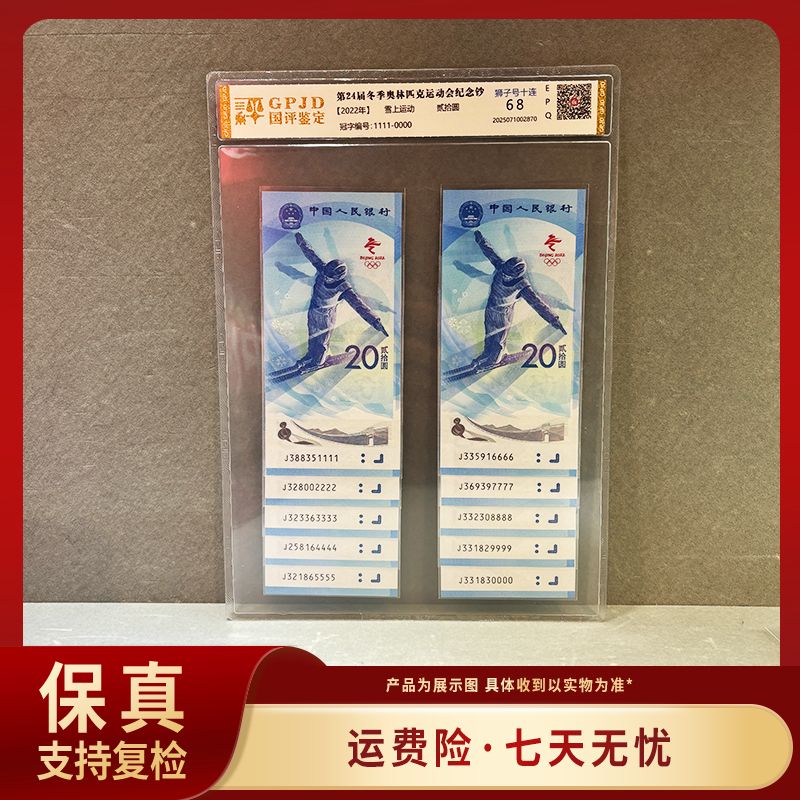 GPJD
国评鉴定
第24届冬季奥林匹克运动会纪念钞
【2022年】 雪上运动 贰拾圆
冠字编号:1111-0000
狮子号十连
68
2025071002870
E
P
Q
中国人民银行
BEIJING 2022
20
贰拾圆
J388351111
J328002222
J323363333
J258164444
J321865555
中国人民银行
BEIJING 2022
20
贰拾圆
J335916666
J369397777
J332308888
J331829999
J331830000
保真
支持复检
产品为展示图 具体收到以实物为准*
运费险·七天无忧